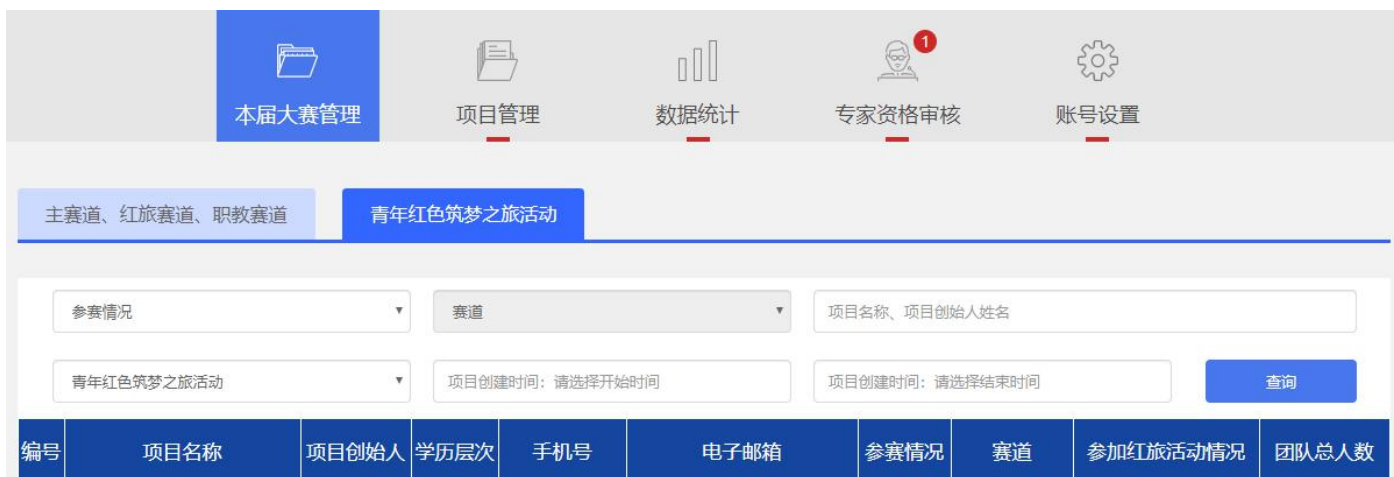 1
本届大赛管理 项目管理 数据统计 专家资格审核 账号设置
主赛道、红旅赛道、职教赛道 青年红色筑梦之旅活动
参赛情况 赛道 项目名称、项目创始人姓名
青年红色筑梦之旅活动 项目创建时间：请选择开始时间 项目创建时间：请选择结束时间 查询
编号 项目名称 项目创始人 学历层次 手机号 电子邮箱 参赛情况 赛道 参加红旅活动情况 团队总人数